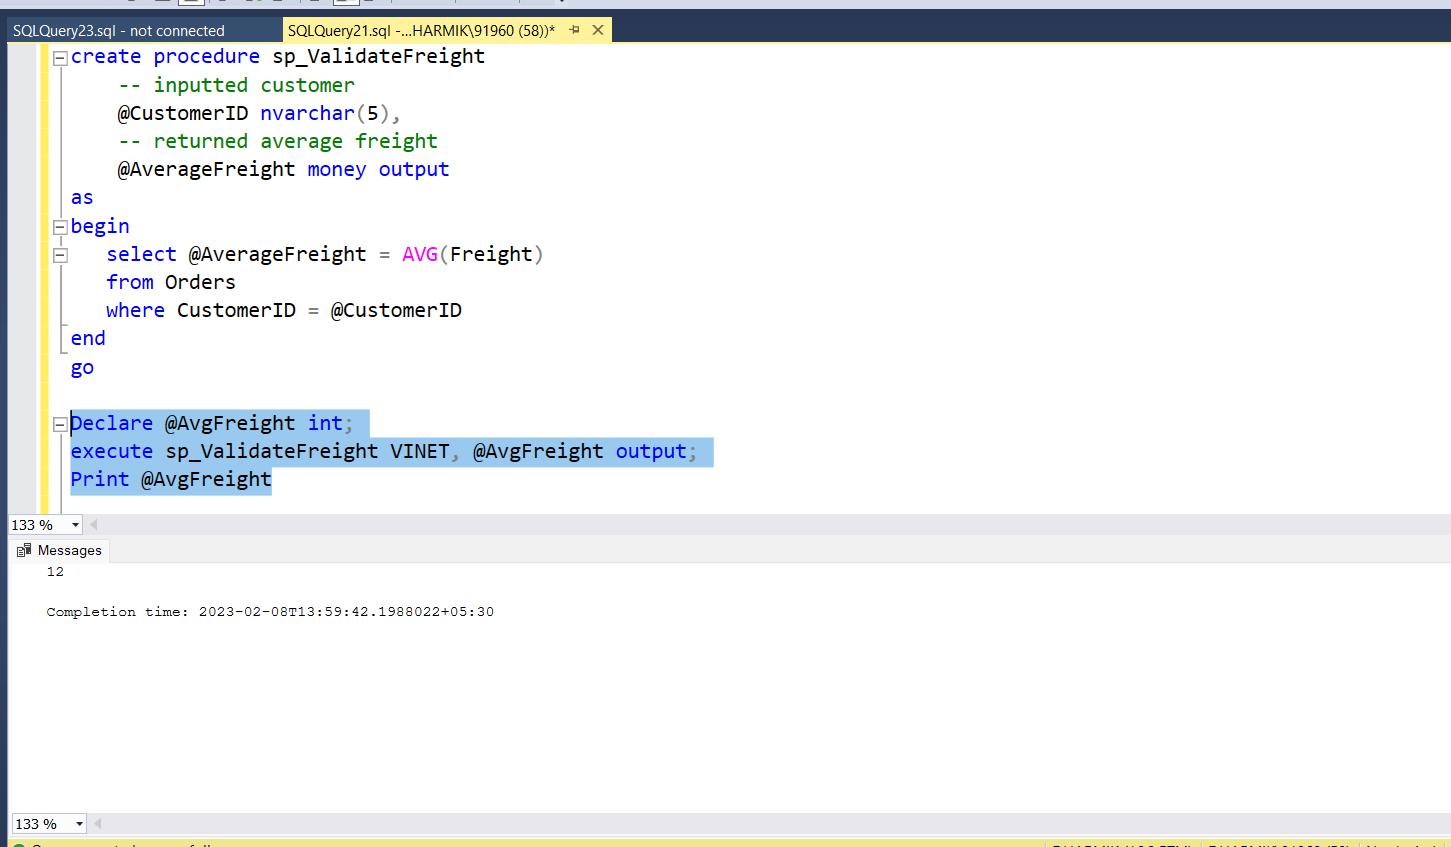 SQLQuery23.sql - not connected
SQLQuery21.sql -...HARMIK\91960 (58))*
create procedure sp_ValidateFreight
-- inputted customer
@CustomerID nvarchar(5),
-- returned average freight
@AverageFreight money output
as
begin
select @AverageFreight = AVG(Freight)
from Orders
where CustomerID = @CustomerID
end
go
Declare @AvgFreight int;
execute sp_ValidateFreight VINET, @AvgFreight output;
Print @AvgFreight
133 %
Messages
12
Completion time: 2023-02-08T13:59:42.1988022+05:30
133 %